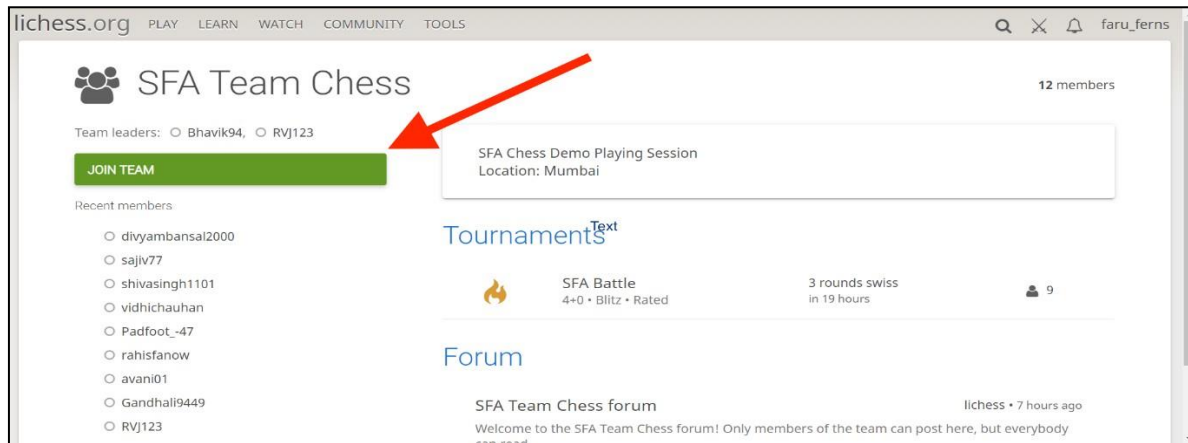 lichess.org PLAY LEARN WATCH COMMUNITY TOOLS faru_ferns
SFA Team Chess
12 members
Team leaders: Bhavik94, RVJ123
JOIN TEAM
SFA Chess Demo Playing Session
Location: Mumbai
Recent members
divyambansal2000
sajiv77
shivasingh1101
vidhichauhan
Padfoot_-47
rahisfanow
avani01
Gandhali9449
RVJ123
Tournaments
Text
SFA Battle
4+0 • Blitz • Rated
3 rounds swiss
in 19 hours
9
Forum
SFA Team Chess forum
lichess • 7 hours ago
Welcome to the SFA Team Chess forum! Only members of the team can post here, but everybody
can read